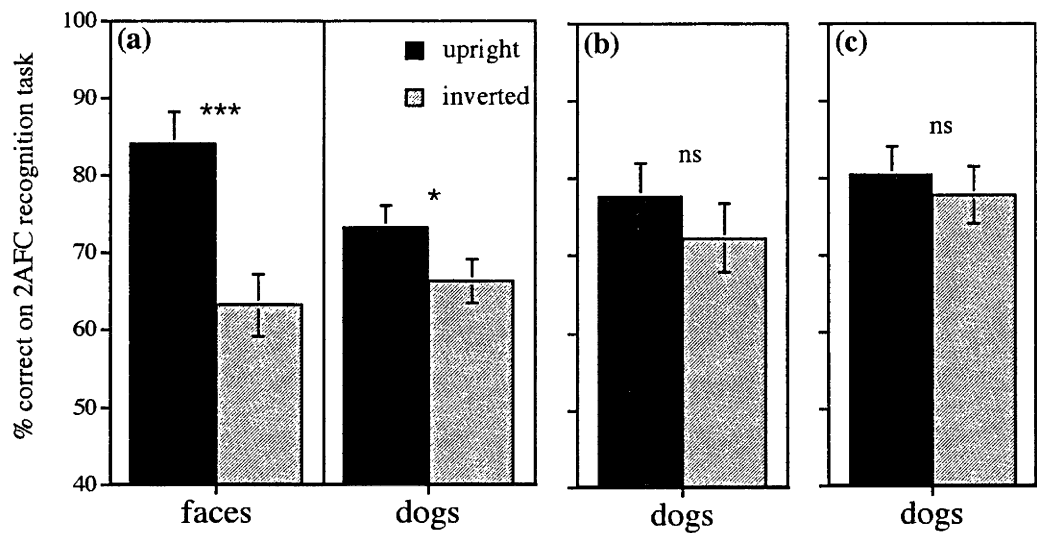 % correct on 2AFC recognition task
100
90
80
70
60
50
40
(a)
***
faces
upright
inverted
*
dogs
(b)
ns
dogs
(c)
ns
dogs